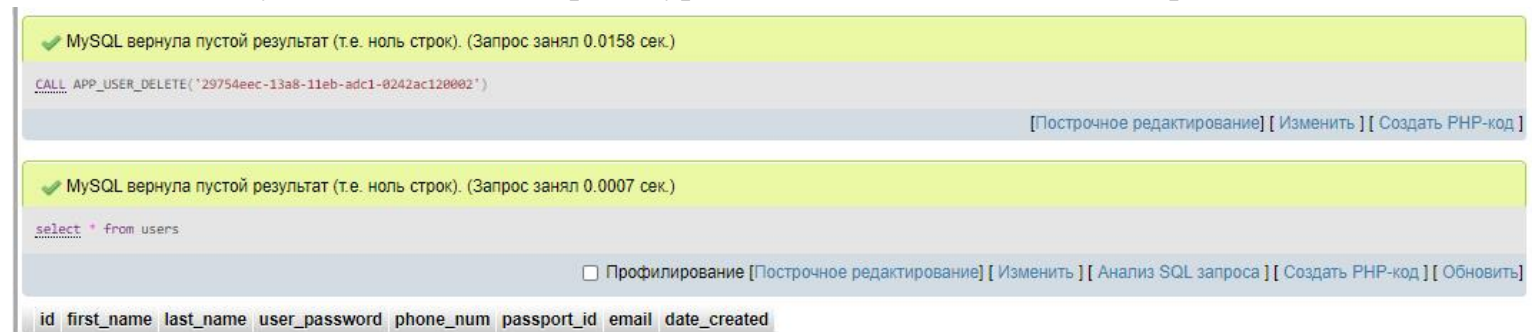 MySQL вернула пустой результат (т.е. ноль строк). (Запрос занял 0.0158 сек.)
CALL APP_USER_DELETE('29754eec-13a8-11eb-adc1-0242ac120002')
[Построчное редактирование] [ Изменить ] [ Создать PHP-код ]
MySQL вернула пустой результат (т.е. ноль строк). (Запрос занял 0.0007 сек.)
select * from users
Профилирование [Построчное редактирование] [ Изменить ] [ Анализ SQL запроса ] [ Создать PHP-код ] [ Обновить]
id first_name last_name user_password phone_num passport_id email date_created